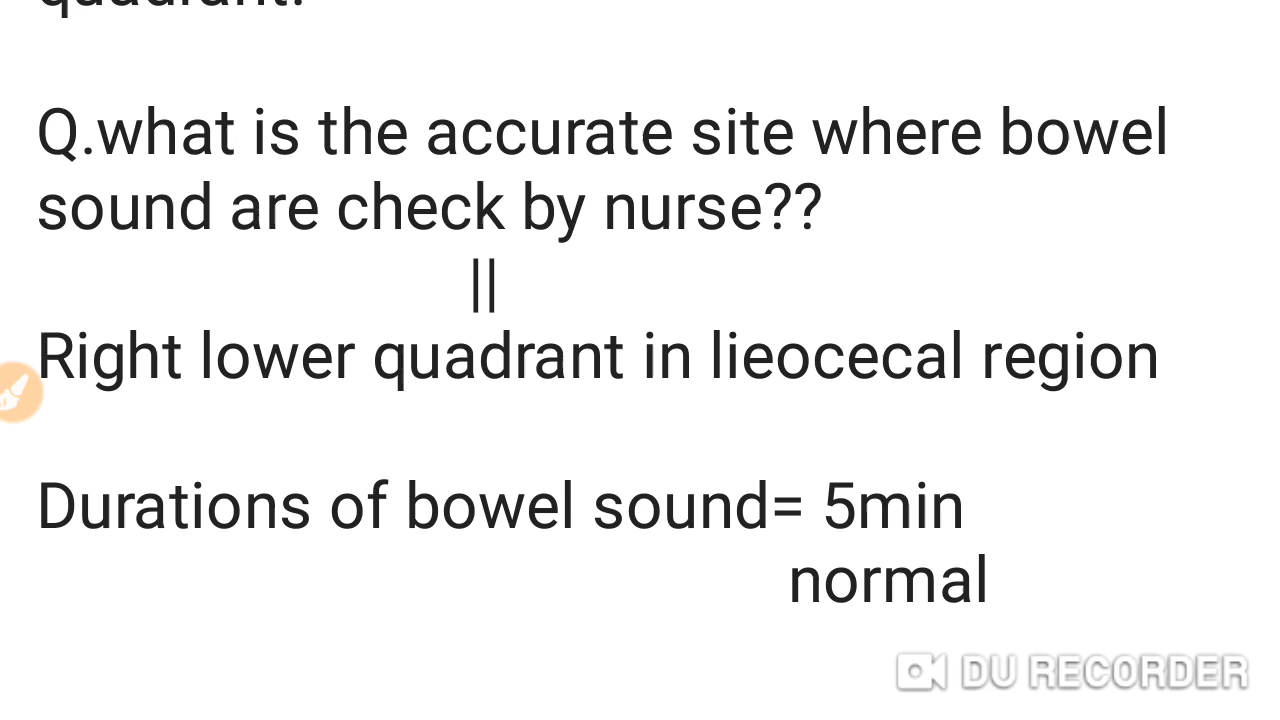 quadrant.
Q.what is the accurate site where bowel
sound are check by nurse??
||
Right lower quadrant in lieocecal region
Durations of bowel sound= 5min
normal
DU RECORDER